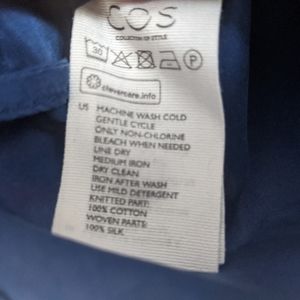 COS
COLLECTION OF STYLE
30 P
clevercare.info
US MACHINE WASH COLD
GENTLE CYCLE
ONLY NON-CHLORINE
BLEACH WHEN NEEDED
LINE DRY
MEDIUM IRON
DRY CLEAN
IRON AFTER WASH
USE MILD DETERGENT
KNITTED PART:
100% COTTON
WOVEN PARTS:
100% SILK